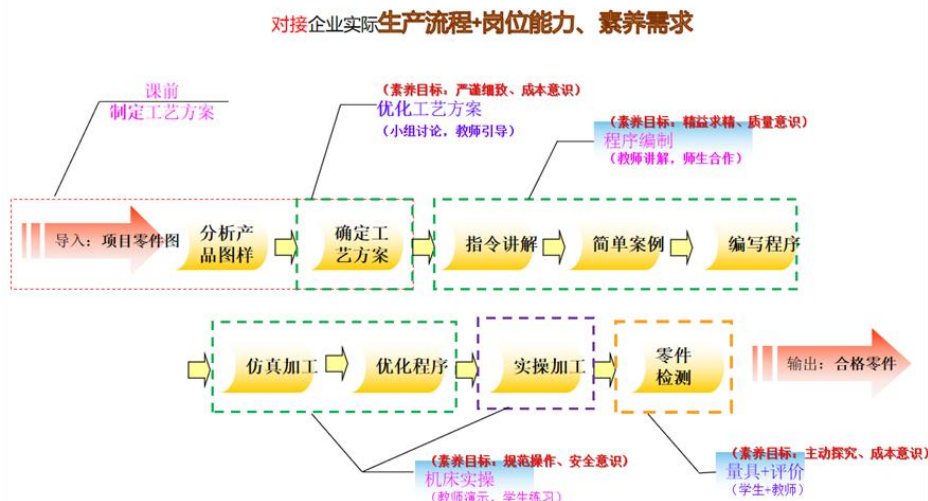 对接企业实际生产流程+岗位能力、素养需求
课前
制定工艺方案
(素养目标：严谨细致、成本意识)
优化工艺方案
(小组讨论，教师引导)
(素养目标：精益求精、质量意识)
程序编制
(教师讲解，师生合作)
导入：项目零件图
分析产
品图样
确定工
艺方案
指令讲解
简单案例
编写程序
仿真加工
优化程序
实操加工
零件
检测
输出：合格零件
(素养目标：规范操作、安全意识)
机床实操
(教师演示，学生练习)
(素养目标：主动探究、成本意识)
量具+评价
(学生+教师)